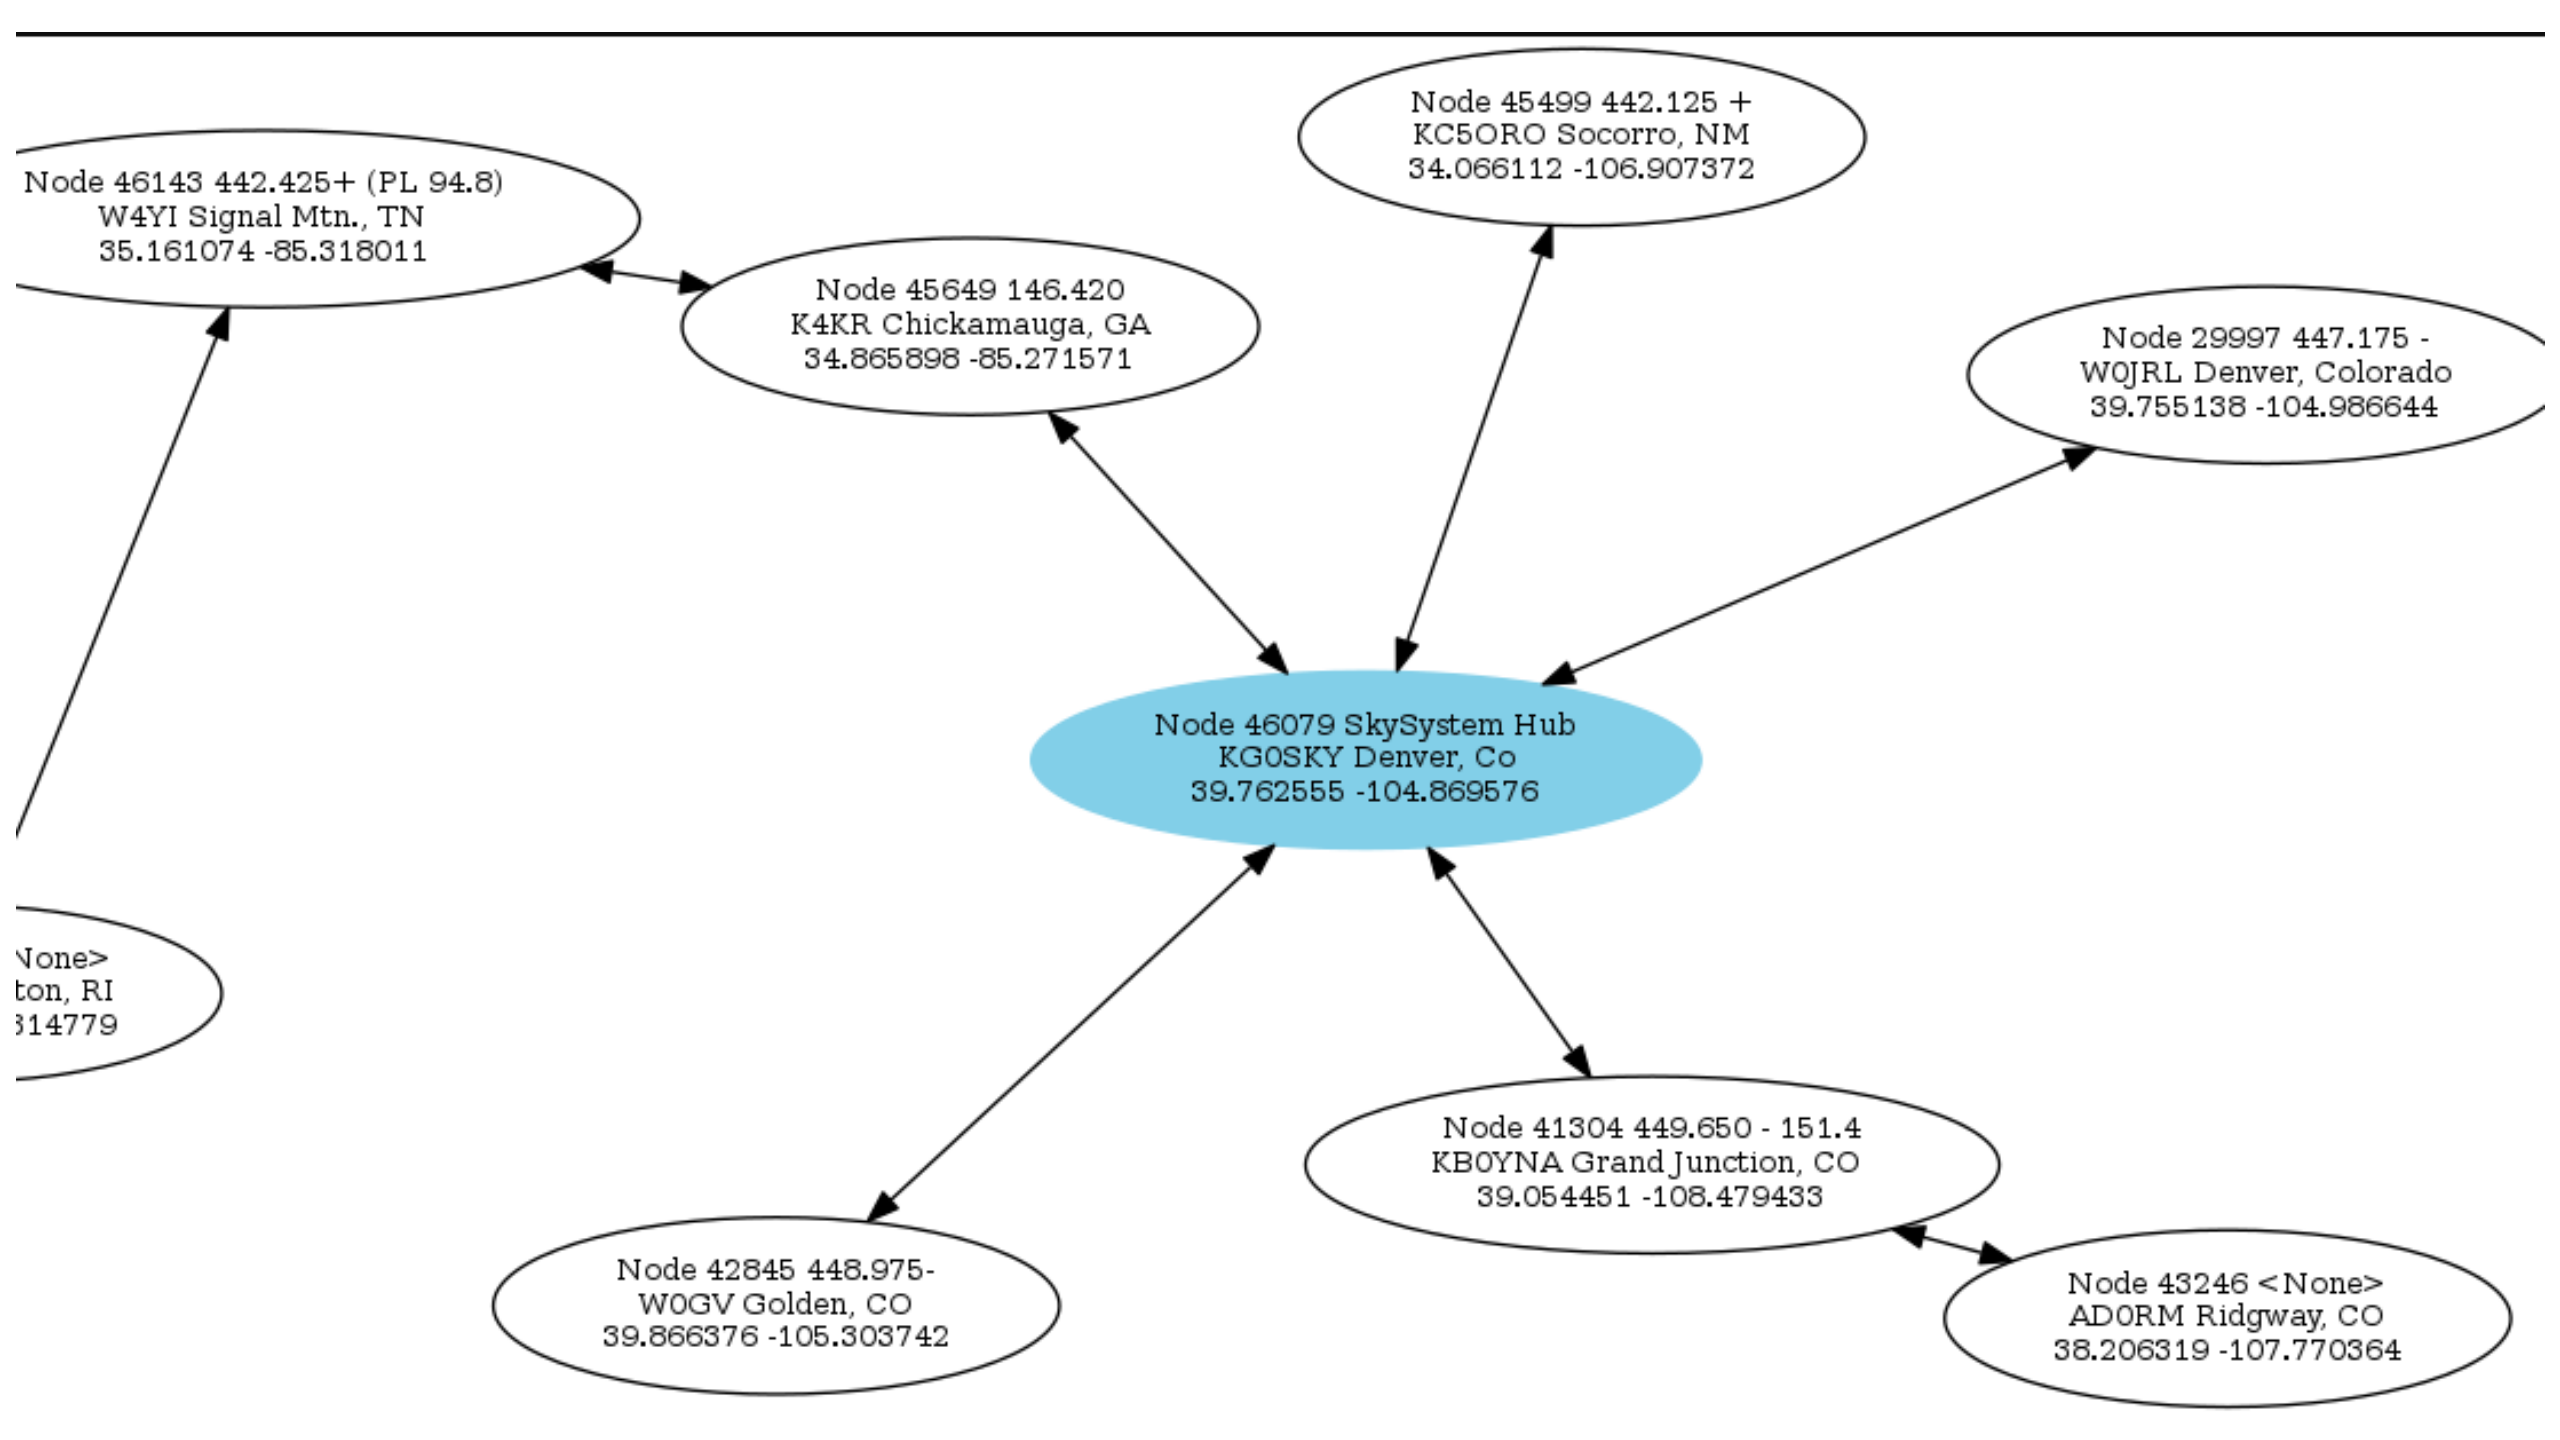 Node 45499 442.125 +
KC5ORO Socorro, NM
34.066112 -106.907372
Node 46143 442.425+ (PL 94.8)
W4YI Signal Mtn., TN
35.161074 -85.318011
Node 45649 146.420
K4KR Chickamauga, GA
34.865898 -85.271571
Node 29997 447.175 -
W0JRL Denver, Colorado
39.755138 -104.986644
Node 46079 SkySystem Hub
KG0SKY Denver, Co
39.762555 -104.869576
None>
ton, RI
314779
Node 41304 449.650 - 151.4
KB0YNA Grand Junction, CO
39.054451 -108.479433
Node 42845 448.975-
W0GV Golden, CO
39.866376 -105.303742
Node 43246 <None>
AD0RM Ridgway, CO
38.206319 -107.770364